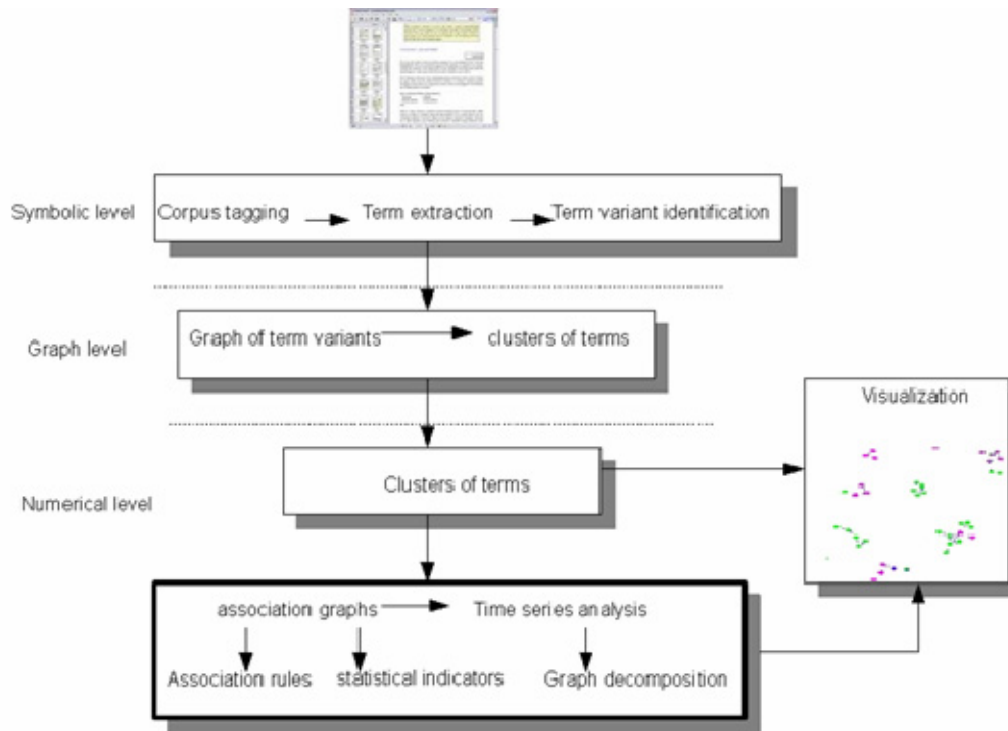 Symbolic level
Corpus tagging Term extraction Term variant identification
Graph level
Graph of term variants clusters of terms
Visualization
Numerical level
Clusters of terms
association graphs Time series analysis
Association rules statistical indicators Graph decomposition